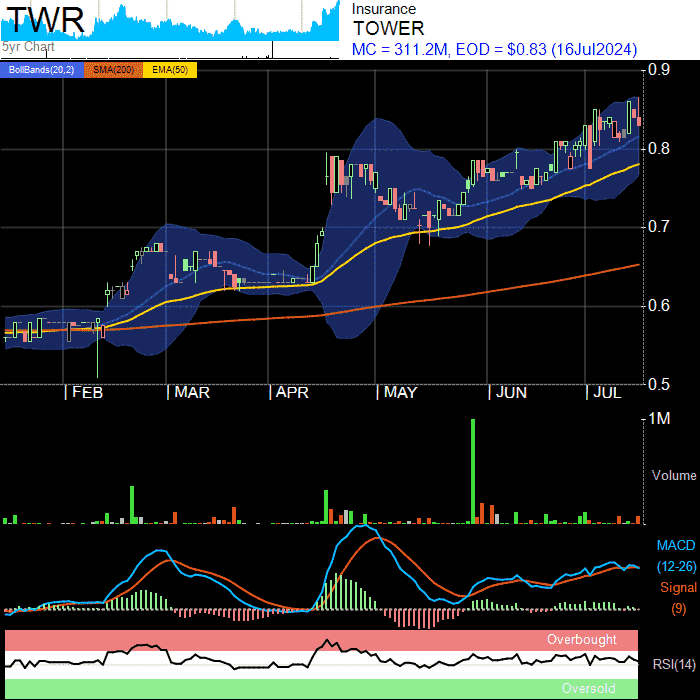 TWR
5yr Chart
Insurance
TOWER
MC = 311.2M, EOD = $0.83 (16Jul2024)
BollBands(20,2) SMA(200) EMA(50)
0.9
0.8
0.7
0.6
0.5
| FEB | MAR | APR | MAY | JUN | JUL
1M
Volume
MACD
(12-26)
Signal
(9)
Overbought
RSI(14)
Oversold